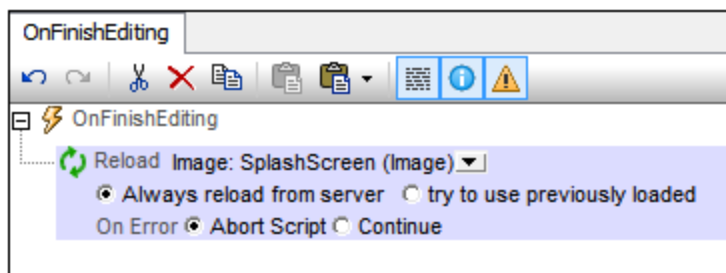 OnFinishEditing
OnFinishEditing
Reload Image: SplashScreen (Image)
Always reload from server try to use previously loaded
On Error Abort Script Continue